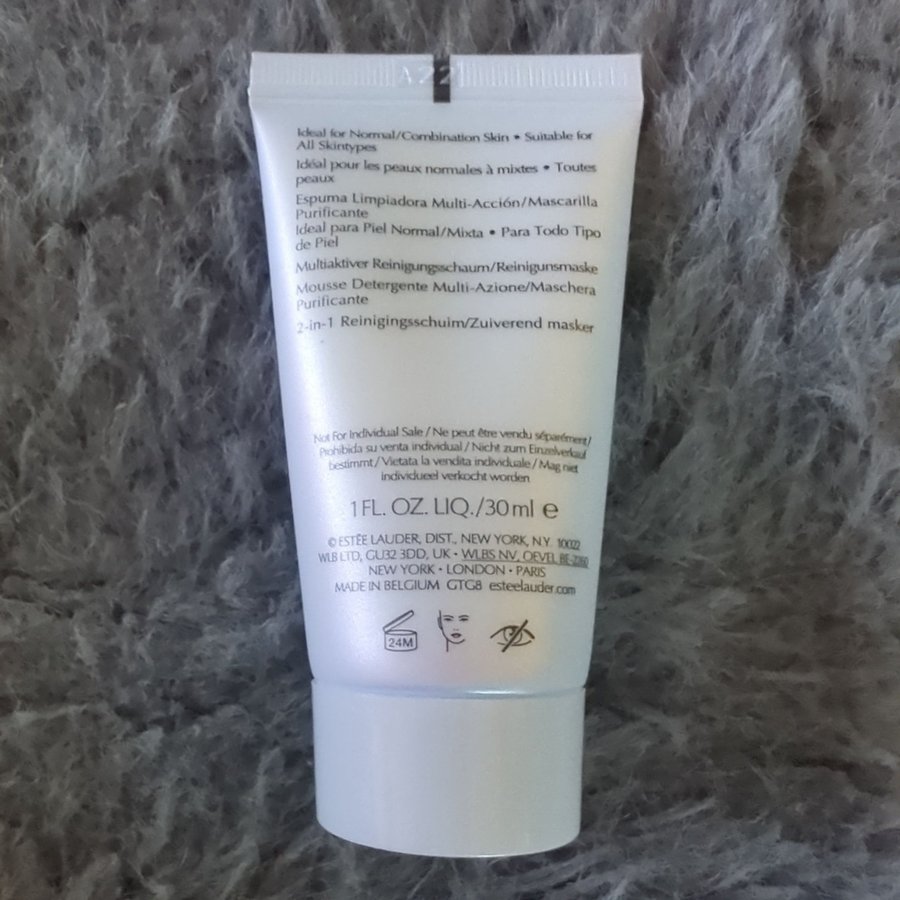 A22
Ideal for Normal/Combination Skin • Suitable for
All Skintypes
Idéal pour les peaux normales à mixtes • Toutes
peaux
Espuma Limpiadora Multi-Acción/Mascarilla
Purificante
Ideal para Piel Normal/Mixta • Para Todo Tipo
de Piel
Multiaktiver Reinigungsschaum/Reinigunsmaske
Mousse Detergente Multi-Azione/Maschera
Purificante
2-in-1 Reinigingsschuim/Zuiverend masker
Not For Individual Sale / Ne peut être vendu séparément/
Prohibida su venta individual / Nicht zum Einzelverkauf
bestimmt / Vietata la vendita individuale / Mag niet
individueel verkocht worden
1 FL. OZ. LIQ./30 ml e
© ESTÉE LAUDER, DIST., NEW YORK, N.Y. 10022
WLB LTD, GU32 3DD, UK • WLBS NV, OEVEL BE-2260
NEW YORK • LONDON • PARIS
MADE IN BELGIUM GTG8 esteelauder.com
24M